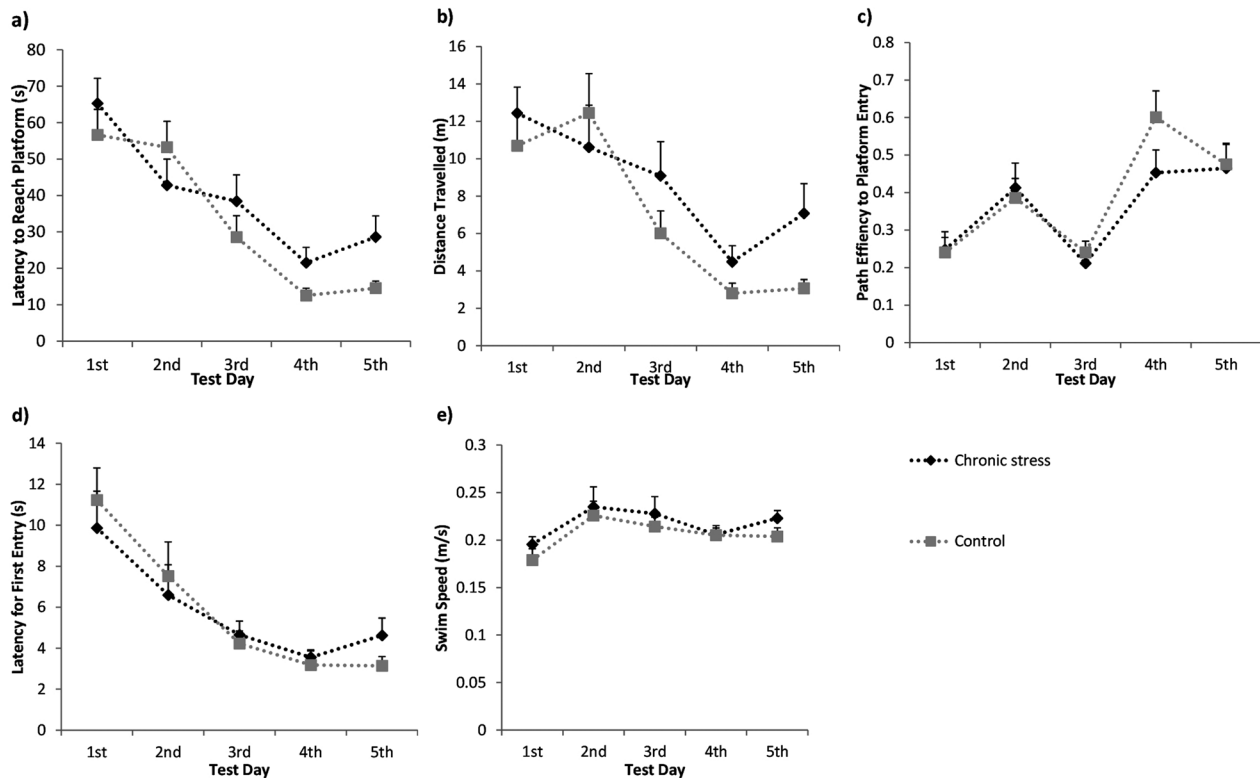 a)
Latency to Reach Platform (s)
80
70
60
50
40
30
20
10
0
1st 2nd 3rd 4th 5th
Test Day
b)
Distance Travelled (m)
16
14
12
10
8
6
4
2
0
1st 2nd 3rd 4th 5th
Test Day
c)
Path Effiency to Platform Entry
0.8
0.7
0.6
0.5
0.4
0.3
0.2
0.1
0
1st 2nd 3rd 4th 5th
Test Day
d)
Latency for First Entry (s)
14
12
10
8
6
4
2
0
1st 2nd 3rd 4th 5th
Test Day
e)
Swim Speed (m/s)
0.3
0.25
0.2
0.15
0.1
0.05
0
1st 2nd 3rd 4th 5th
Test Day
Chronic stress
Control